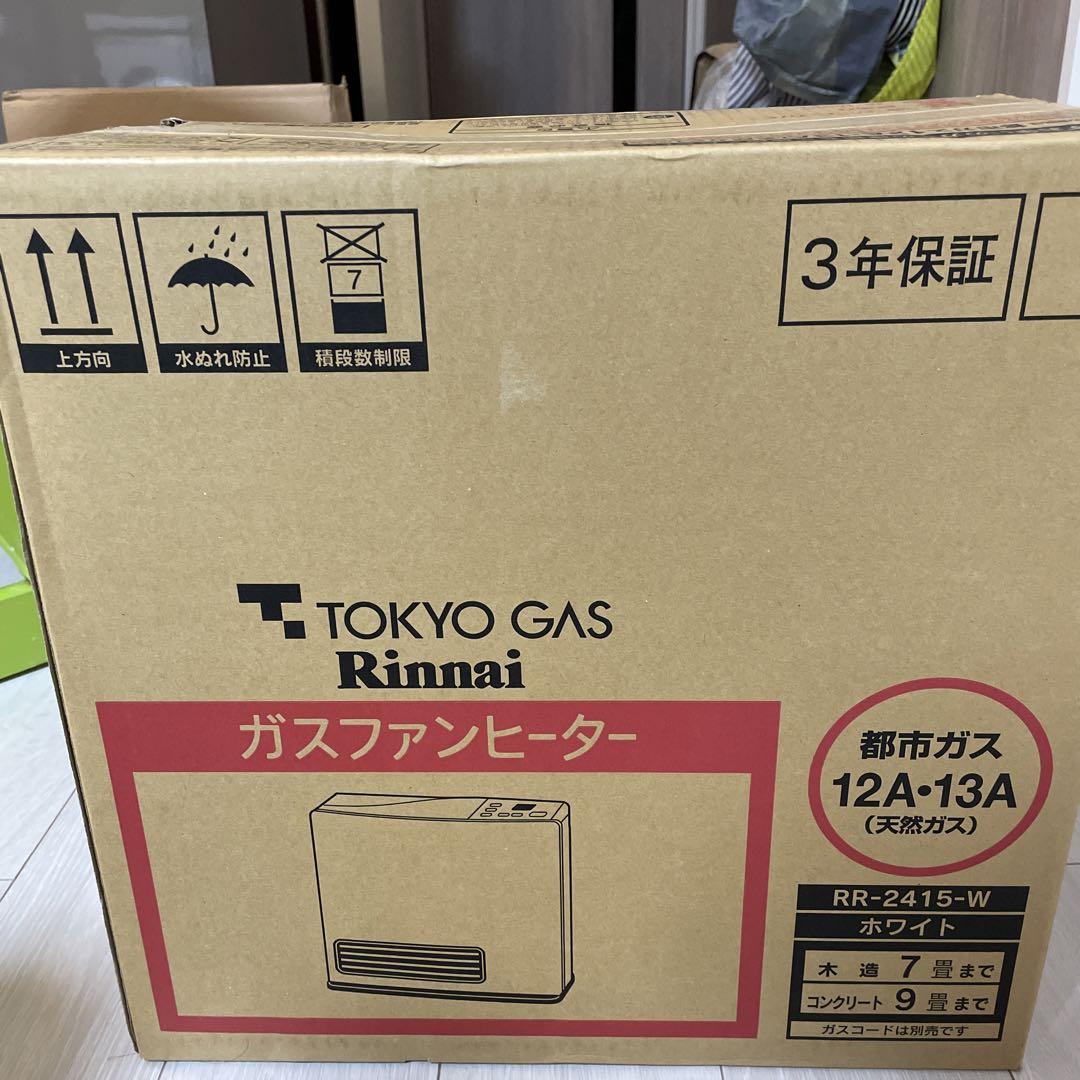 7
上方向
水ぬれ防止
積段数制限
3年保証
TOKYO GAS
Rinnai
ガスファンヒーター
都市ガス
12A・13A
(天然ガス)
RR-2415-W
ホワイト
木造 7畳まで
コンクリート 9畳まで
ガスコードは別売です